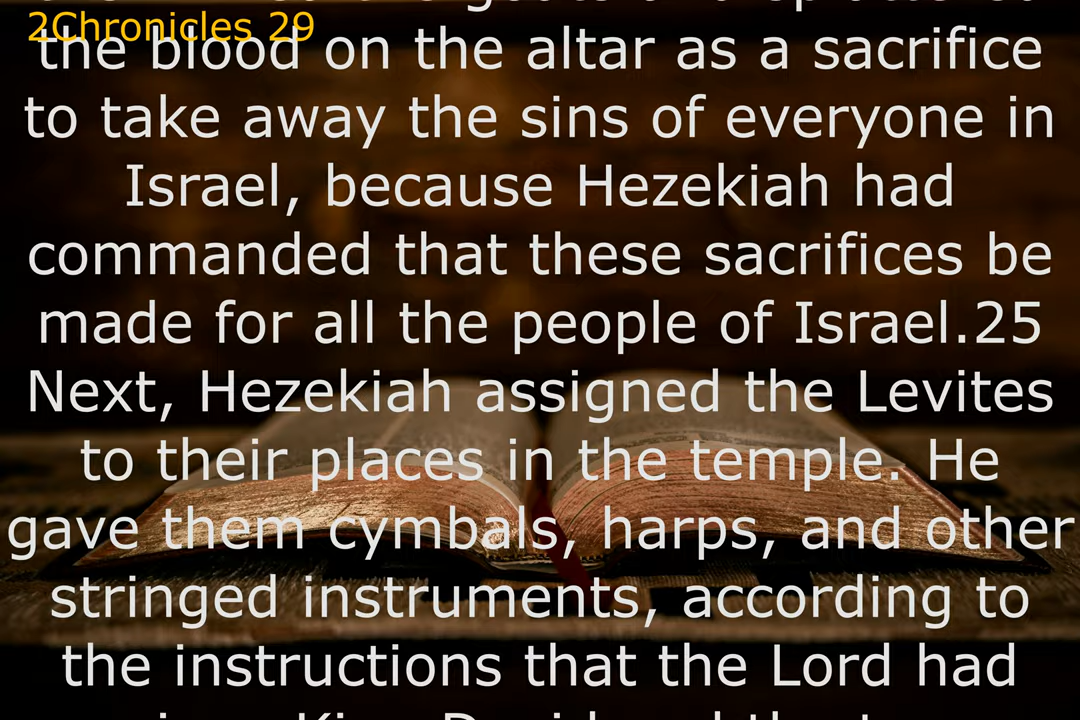 2Chronicles 29
the blood on the altar as a sacrifice
to take away the sins of everyone in
Israel, because Hezekiah had
commanded that these sacrifices be
made for all the people of Israel.25
Next, Hezekiah assigned the Levites
to their places in the temple. He
gave them cymbals, harps, and other
stringed instruments, according to
the instructions that the Lord had